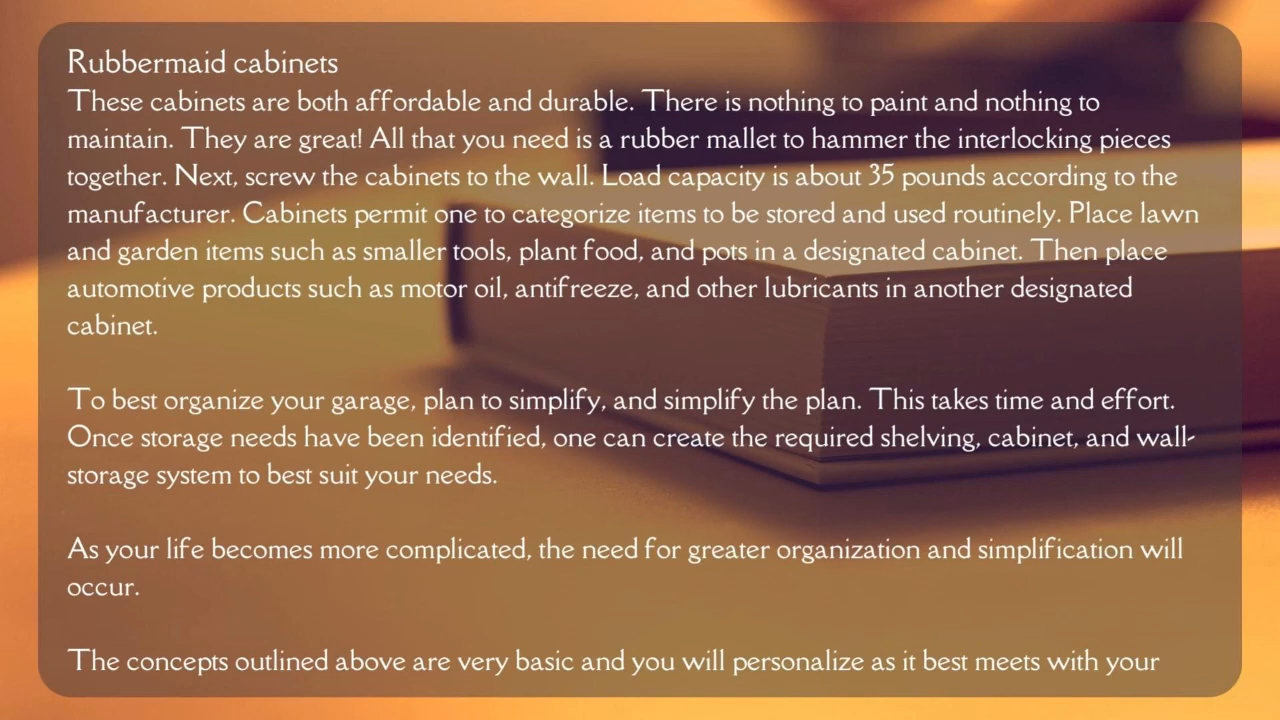 Rubbermaid cabinets
These cabinets are both affordable and durable. There is nothing to paint and nothing to
maintain. They are great! All that you need is a rubber mallet to hammer the interlocking pieces
together. Next, screw the cabinets to the wall. Load capacity is about 35 pounds according to the
manufacturer. Cabinets permit one to categorize items to be stored and used routinely. Place lawn
and garden items such as smaller tools, plant food, and pots in a designated cabinet. Then place
automotive products such as motor oil, antifreeze, and other lubricants in another designated
cabinet.
To best organize your garage, plan to simplify, and simplify the plan. This takes time and effort.
Once storage needs have been identified, one can create the required shelving, cabinet, and wall-
storage system to best suit your needs.
As your life becomes more complicated, the need for greater organization and simplification will
occur.
The concepts outlined above are very basic and you will personalize as it best meets with your